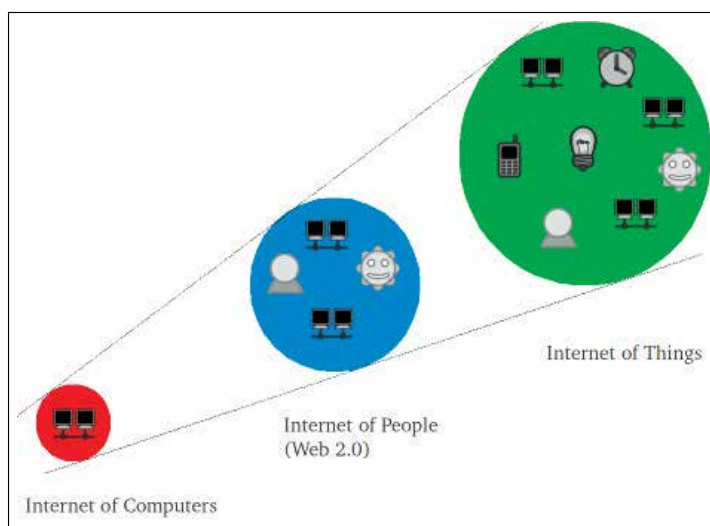 Internet of Things
Internet of People
(Web 2.0)
Internet of Computers